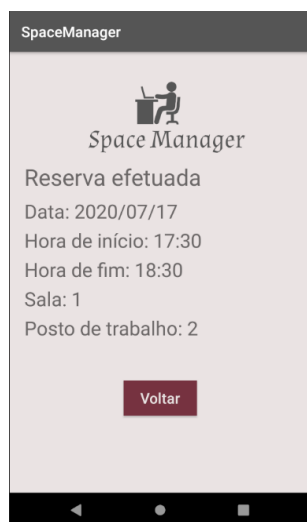 SpaceManager
Space Manager
Reserva efetuada
Data: 2020/07/17
Hora de início: 17:30
Hora de fim: 18:30
Sala: 1
Posto de trabalho: 2
Voltar